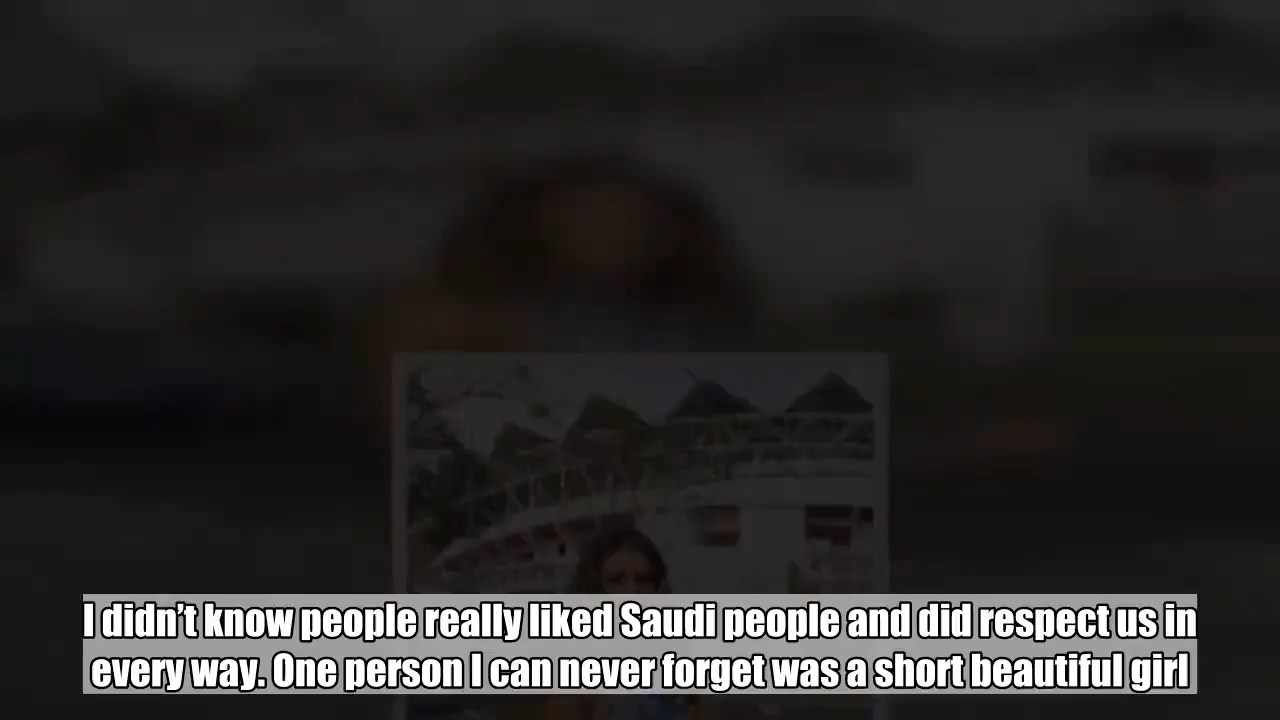 I didn’t know people really liked Saudi people and did respect us in
every way. One person I can never forget was a short beautiful girl